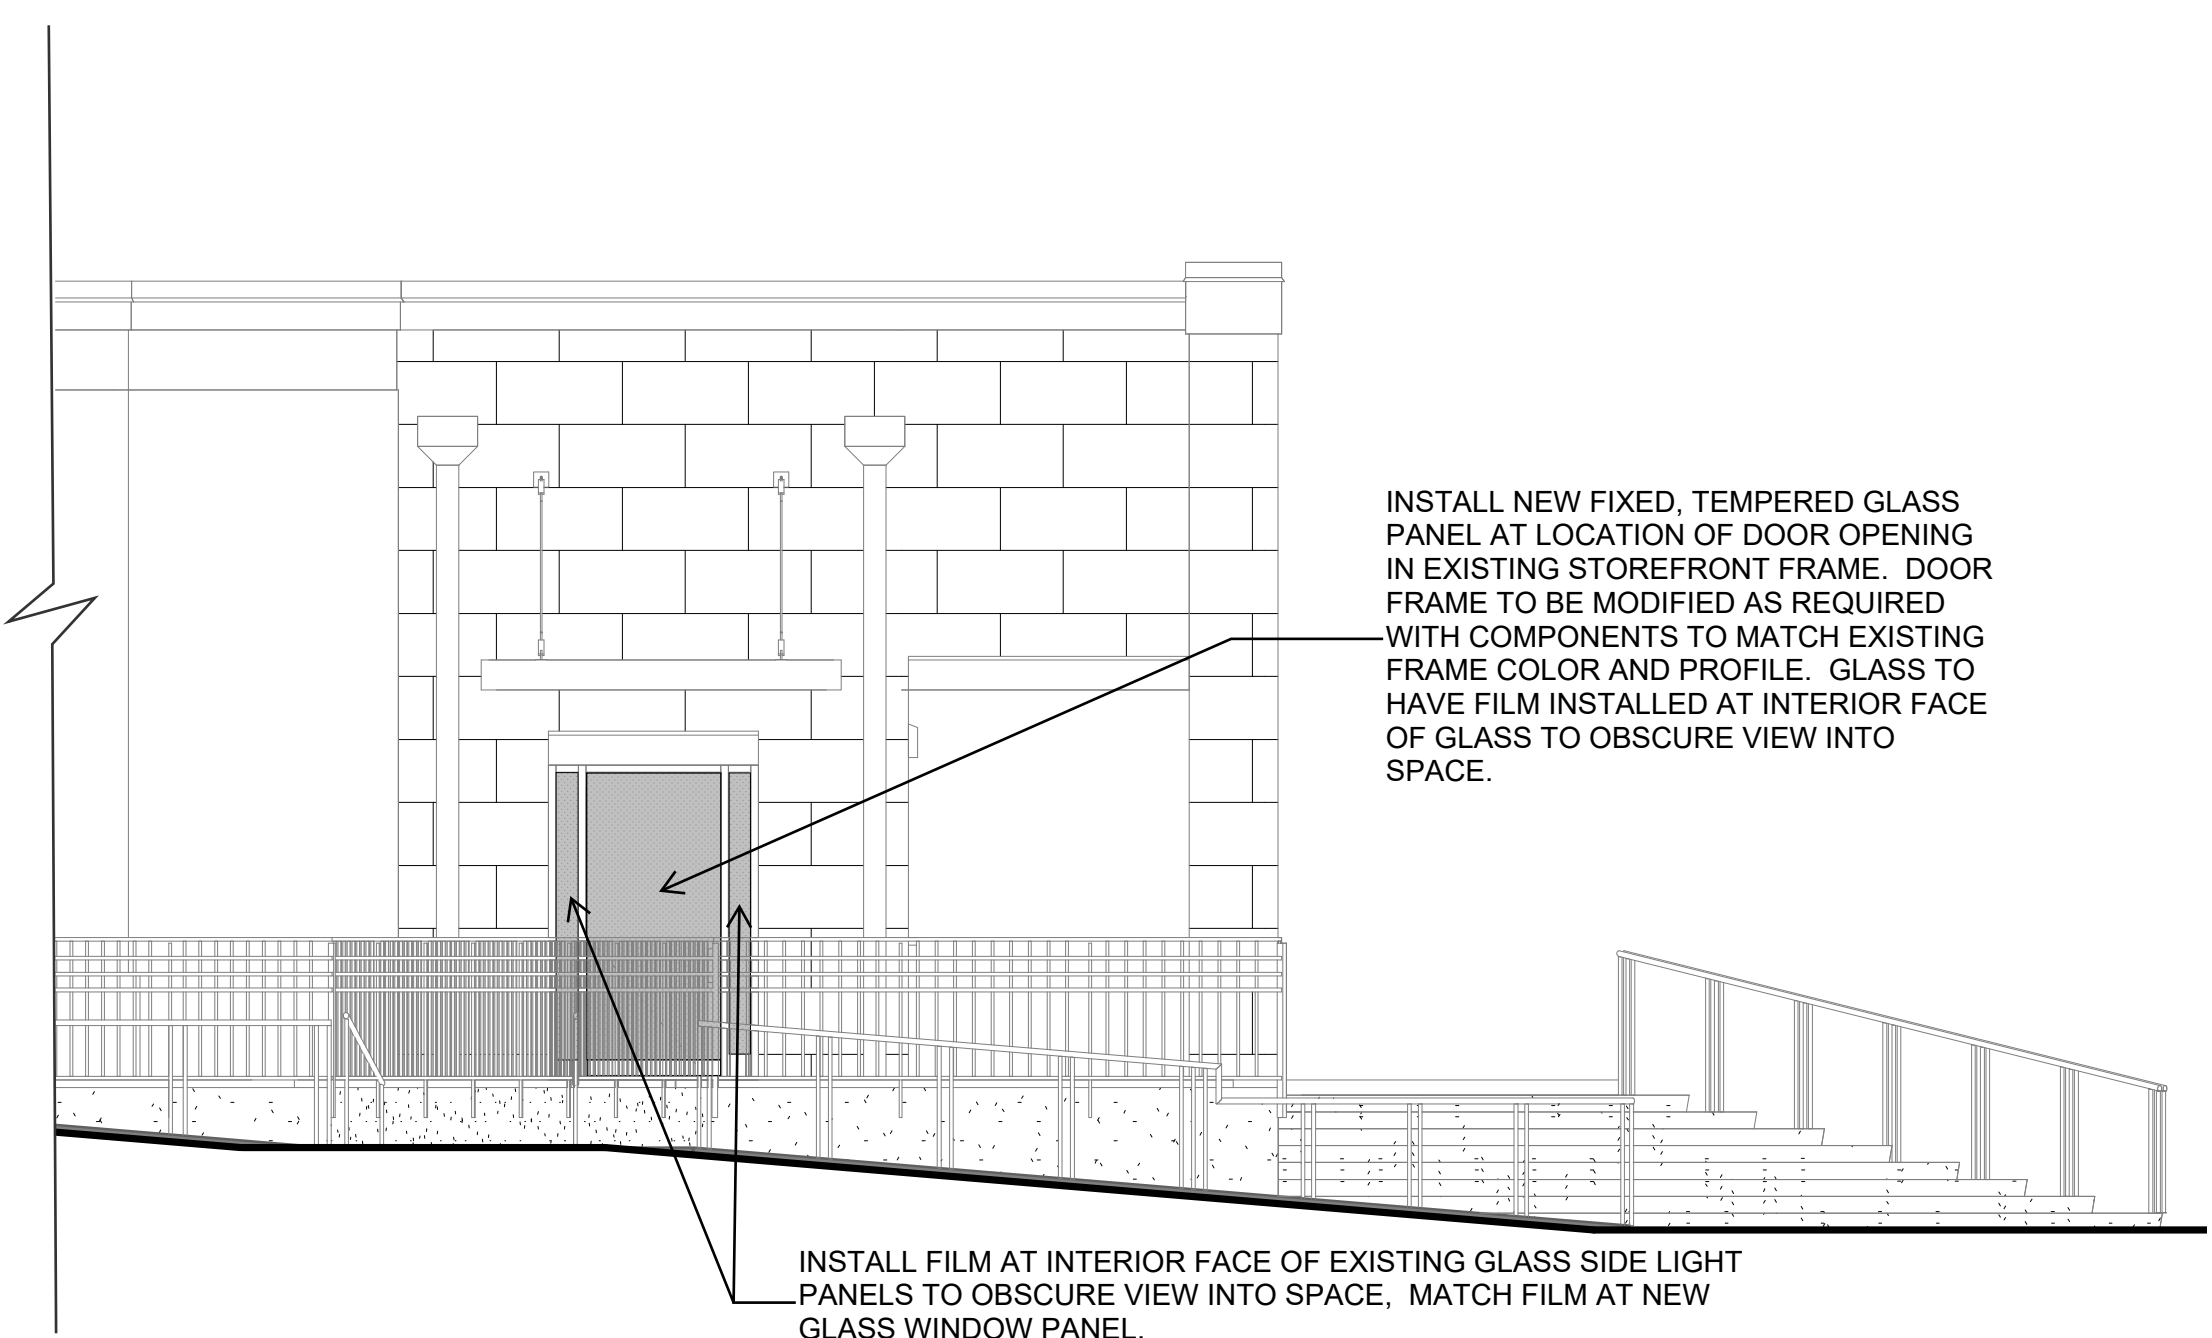 INSTALL NEW FIXED, TEMPERED GLASS
PANEL AT LOCATION OF DOOR OPENING
IN EXISTING STOREFRONT FRAME.  DOOR
FRAME TO BE MODIFIED AS REQUIRED
WITH COMPONENTS TO MATCH EXISTING
FRAME COLOR AND PROFILE.  GLASS TO
HAVE FILM INSTALLED AT INTERIOR FACE
OF GLASS TO OBSCURE VIEW INTO
SPACE.
INSTALL FILM AT INTERIOR FACE OF EXISTING GLASS SIDE LIGHT
PANELS TO OBSCURE VIEW INTO SPACE,  MATCH FILM AT NEW
GLASS WINDOW PANEL.